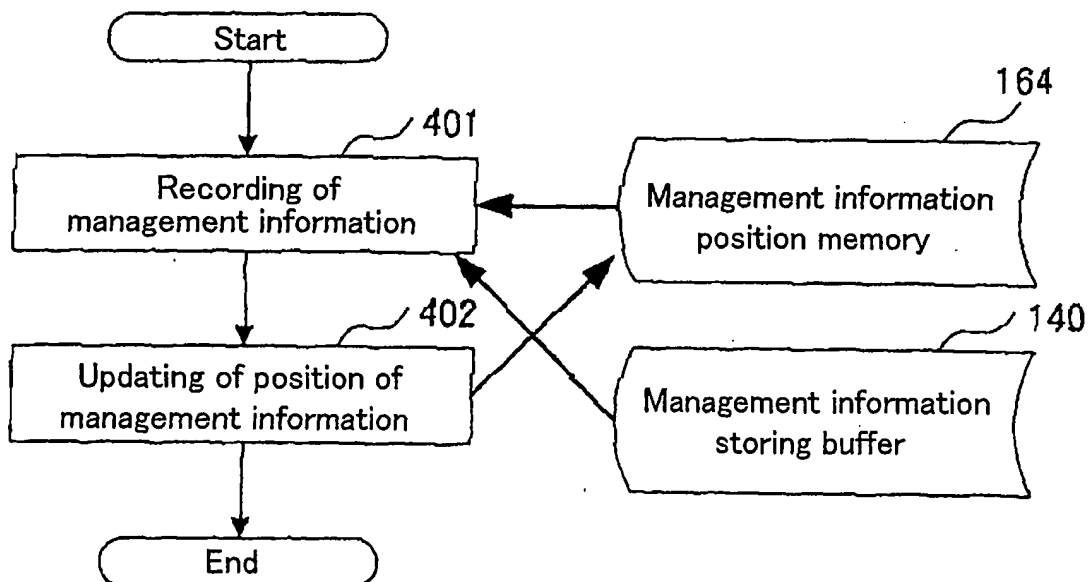 Start
401
Recording of
management information
164
Management information
position memory
402
Updating of position of
management information
140
Management information
storing buffer
End